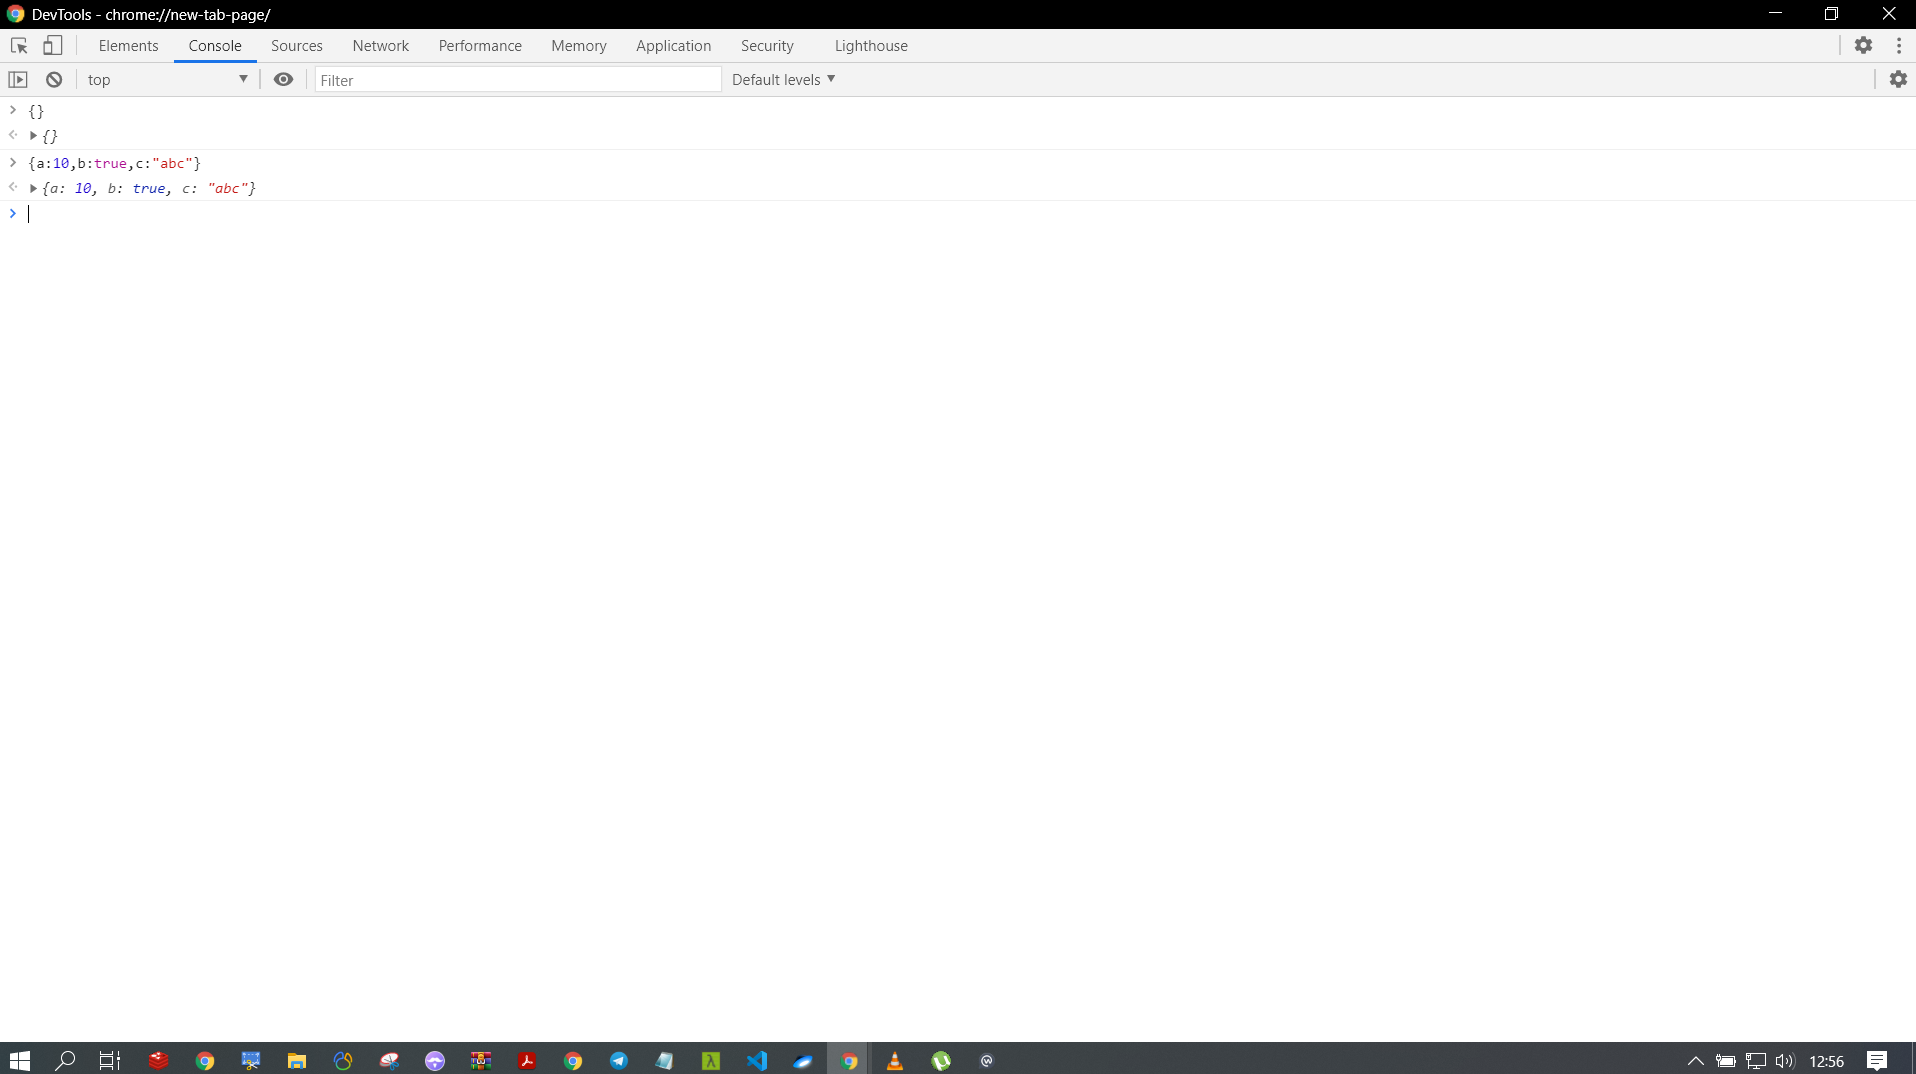 DevTools - chrome://new-tab-page/
Elements Console Sources Network Performance Memory Application Security Lighthouse
top Filter Default levels
{}
{}
{a:10,b:true,c:"abc"}
{a: 10, b: true, c: "abc"}
12:56